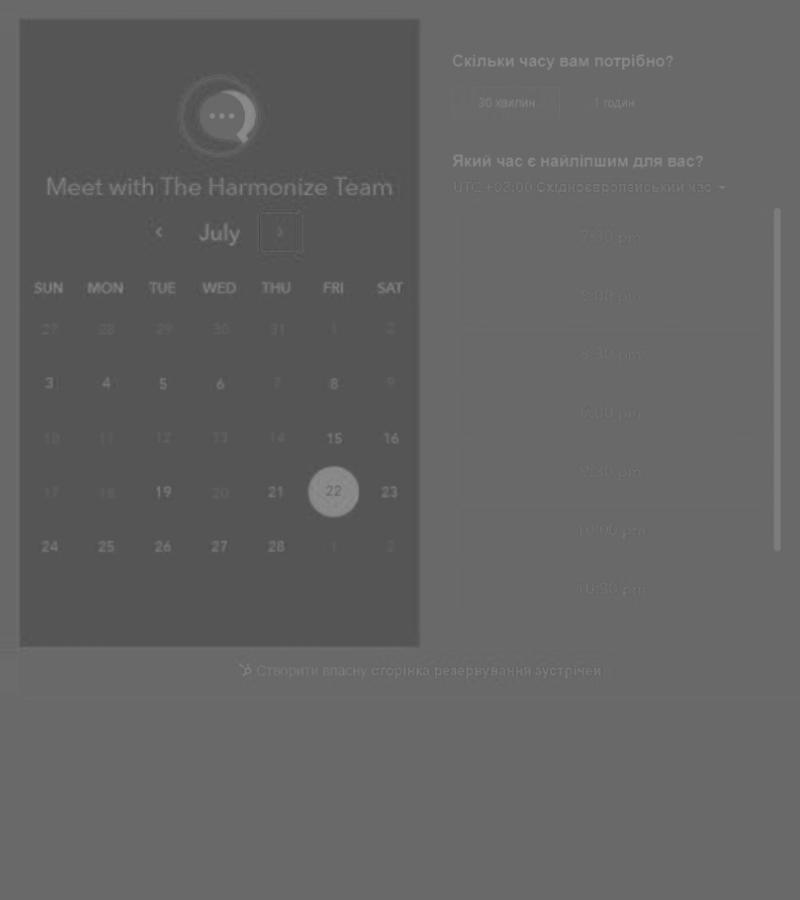 Meet with The Harmonize Team
July
SUN MON TUE WED THU FRI SAT
27 28 29 30 31 1 2
3 4 5 6 7 8 9
10 11 12 13 14 15 16
17 18 19 20 21 22 23
24 25 26 27 28 1 2
Скільки часу вам потрібно?
30 хвилин 1 годин
Який час є найліпшим для вас?
UTC +03:00 Східноєвропейський час
7:30 pm
8:00 pm
8:30 pm
9:00 pm
9:30 pm
10:00 pm
10:30 pm
Створити власну сторінка резервування зустрічей